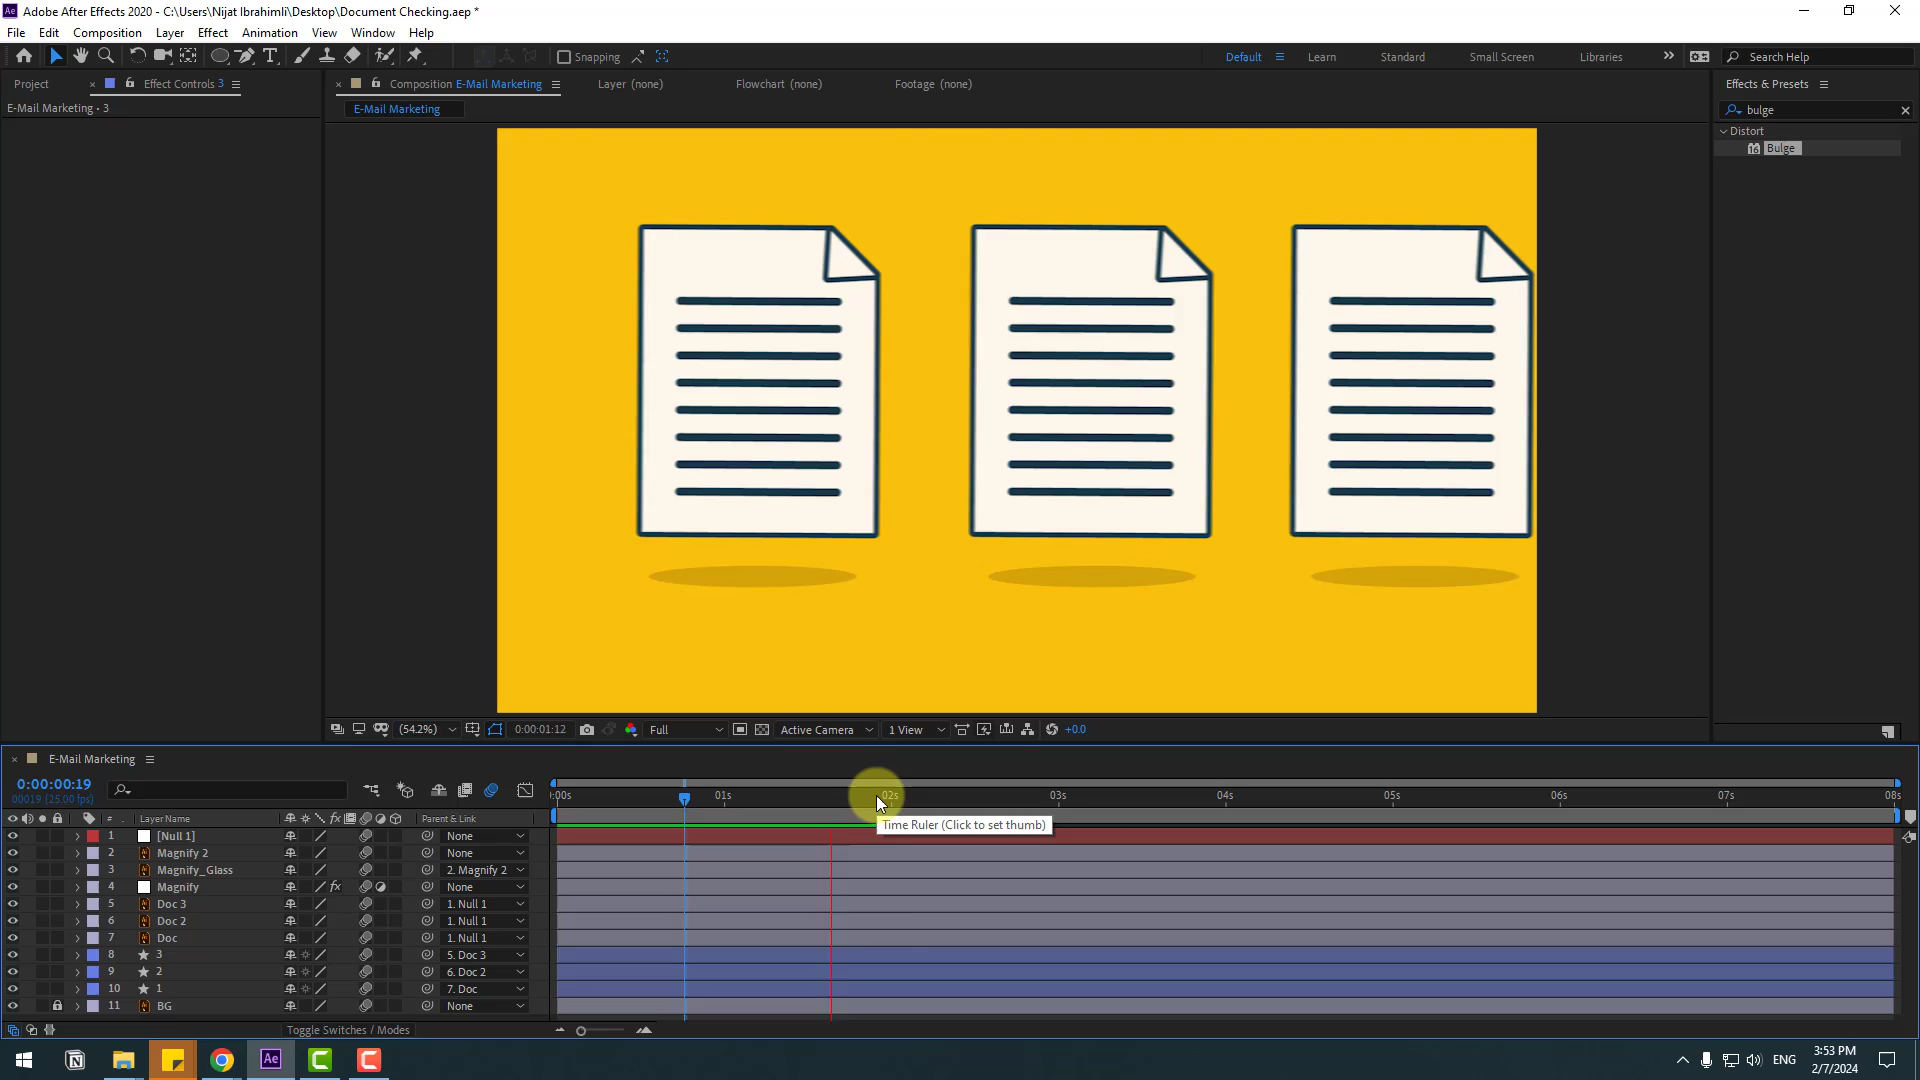 Adobe After Effects 2020 - C:\Users\Nijat Ibrahimli\Desktop\Document Checking.aep *
File Edit Composition Layer Effect Animation View Window Help
Snapping
Default Learn Standard Small Screen Libraries Search Help
Project Effect Controls 3
Composition E-Mail Marketing Layer (none) Flowchart (none) Footage (none)
Effects & Presets
E-Mail Marketing • 3
E-Mail Marketing
bulge
Distort
Bulge
(54.2%) 0:00:01:12 Full Active Camera 1 View +0.0
E-Mail Marketing
0:00:00:19
00019 (25.00 fps)
:00s 01s 02s 03s 04s 05s 06s 07s 08s
# Layer Name Parent & Link
Time Ruler (Click to set thumb)
1 [Null 1] None
2 Magnify 2 None
3 Magnify_Glass 2. Magnify 2
4 Magnify fx None
5 Doc 3 1. Null 1
6 Doc 2 1. Null 1
7 Doc 1. Null 1
8 3 5. Doc 3
9 2 6. Doc 2
10 1 7. Doc
11 BG None
Toggle Switches / Modes
ENG
3:53 PM
2/7/2024